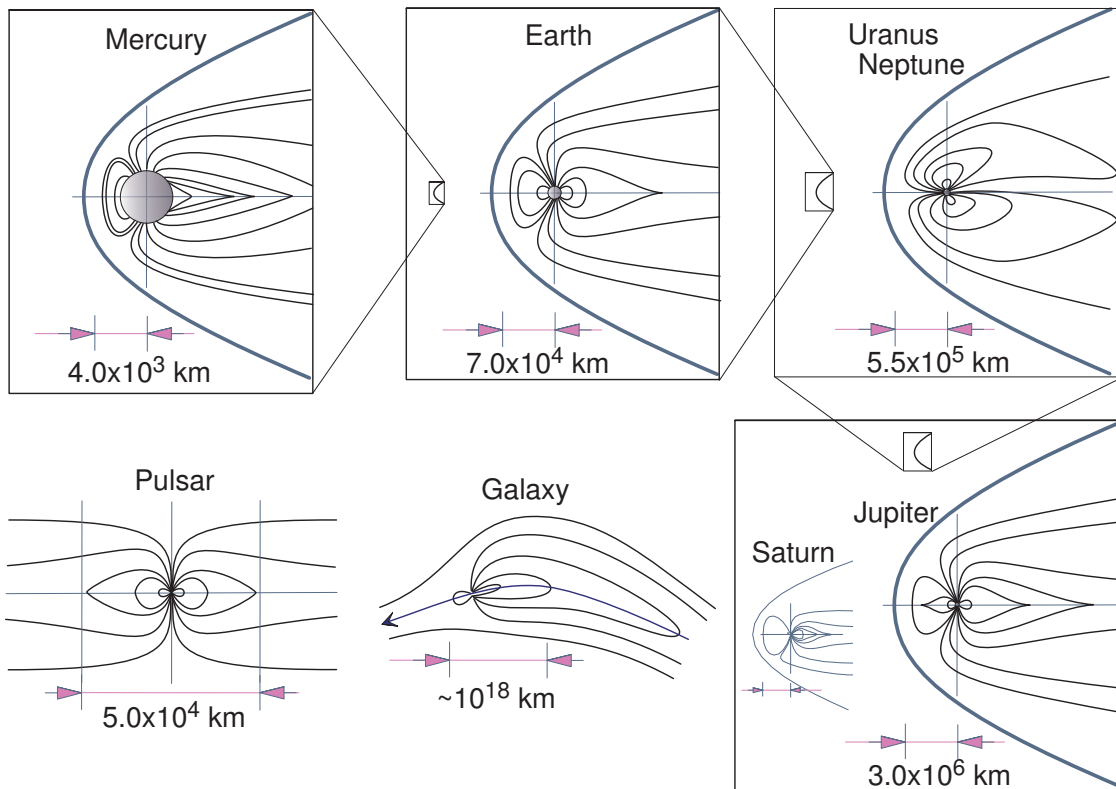 Mercury
4.0x10³ km
Earth
7.0x10⁴ km
Uranus
Neptune
5.5x10⁵ km
Pulsar
5.0x10⁴ km
Galaxy
~10¹⁸ km
Saturn
Jupiter
3.0x10⁶ km